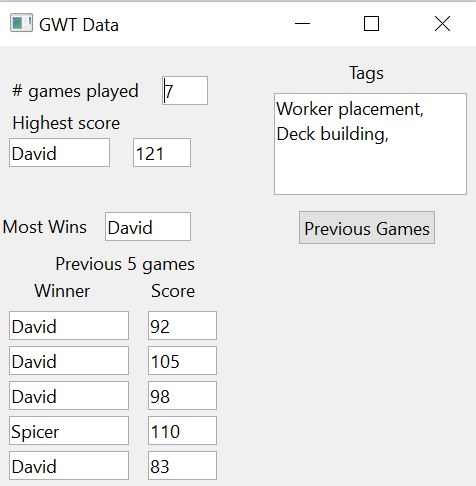 GWT Data
# games played 7
Highest score
David 121
Most Wins David
Previous 5 games
Winner Score
David 92
David 105
David 98
Spicer 110
David 83
Tags
Worker placement,
Deck building,
Previous Games